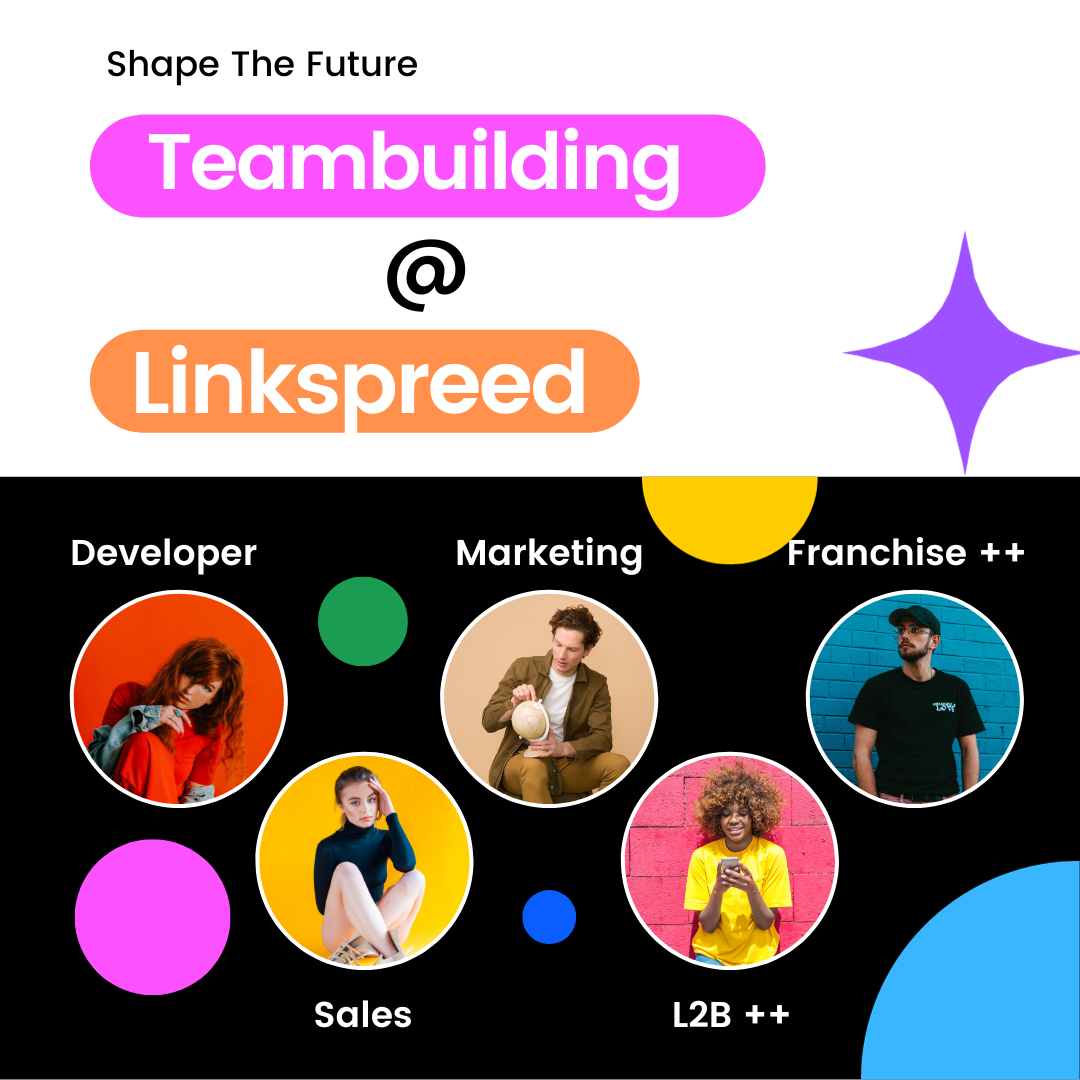 Shape The Future
Teambuilding
@
Linkspreed
Developer
Marketing
Franchise ++
Sales
L2B ++